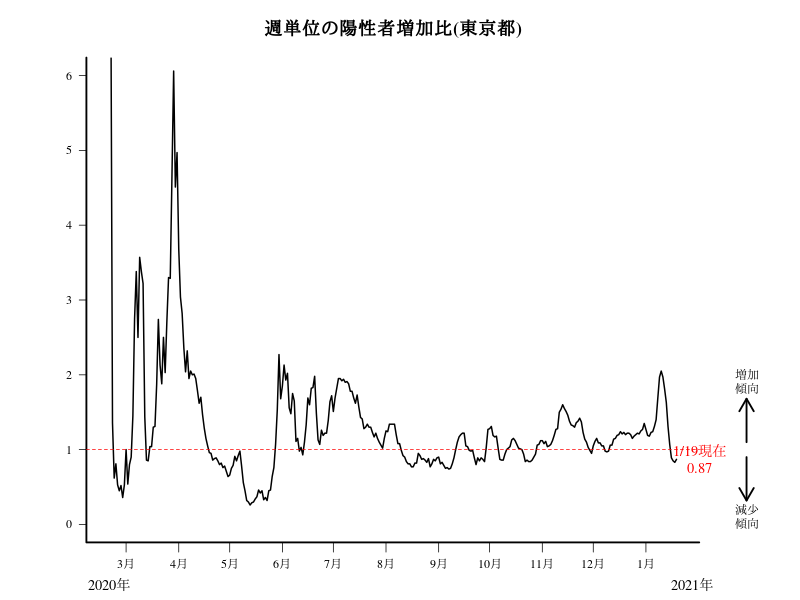 週単位の陽性者増加比(東京都)
6
5
4
3
2
1
0
増加
傾向
1/19現在
0.87
減少
傾向
3月
4月
5月
6月
7月
8月
9月
10月
11月
12月
1月
2020年
2021年